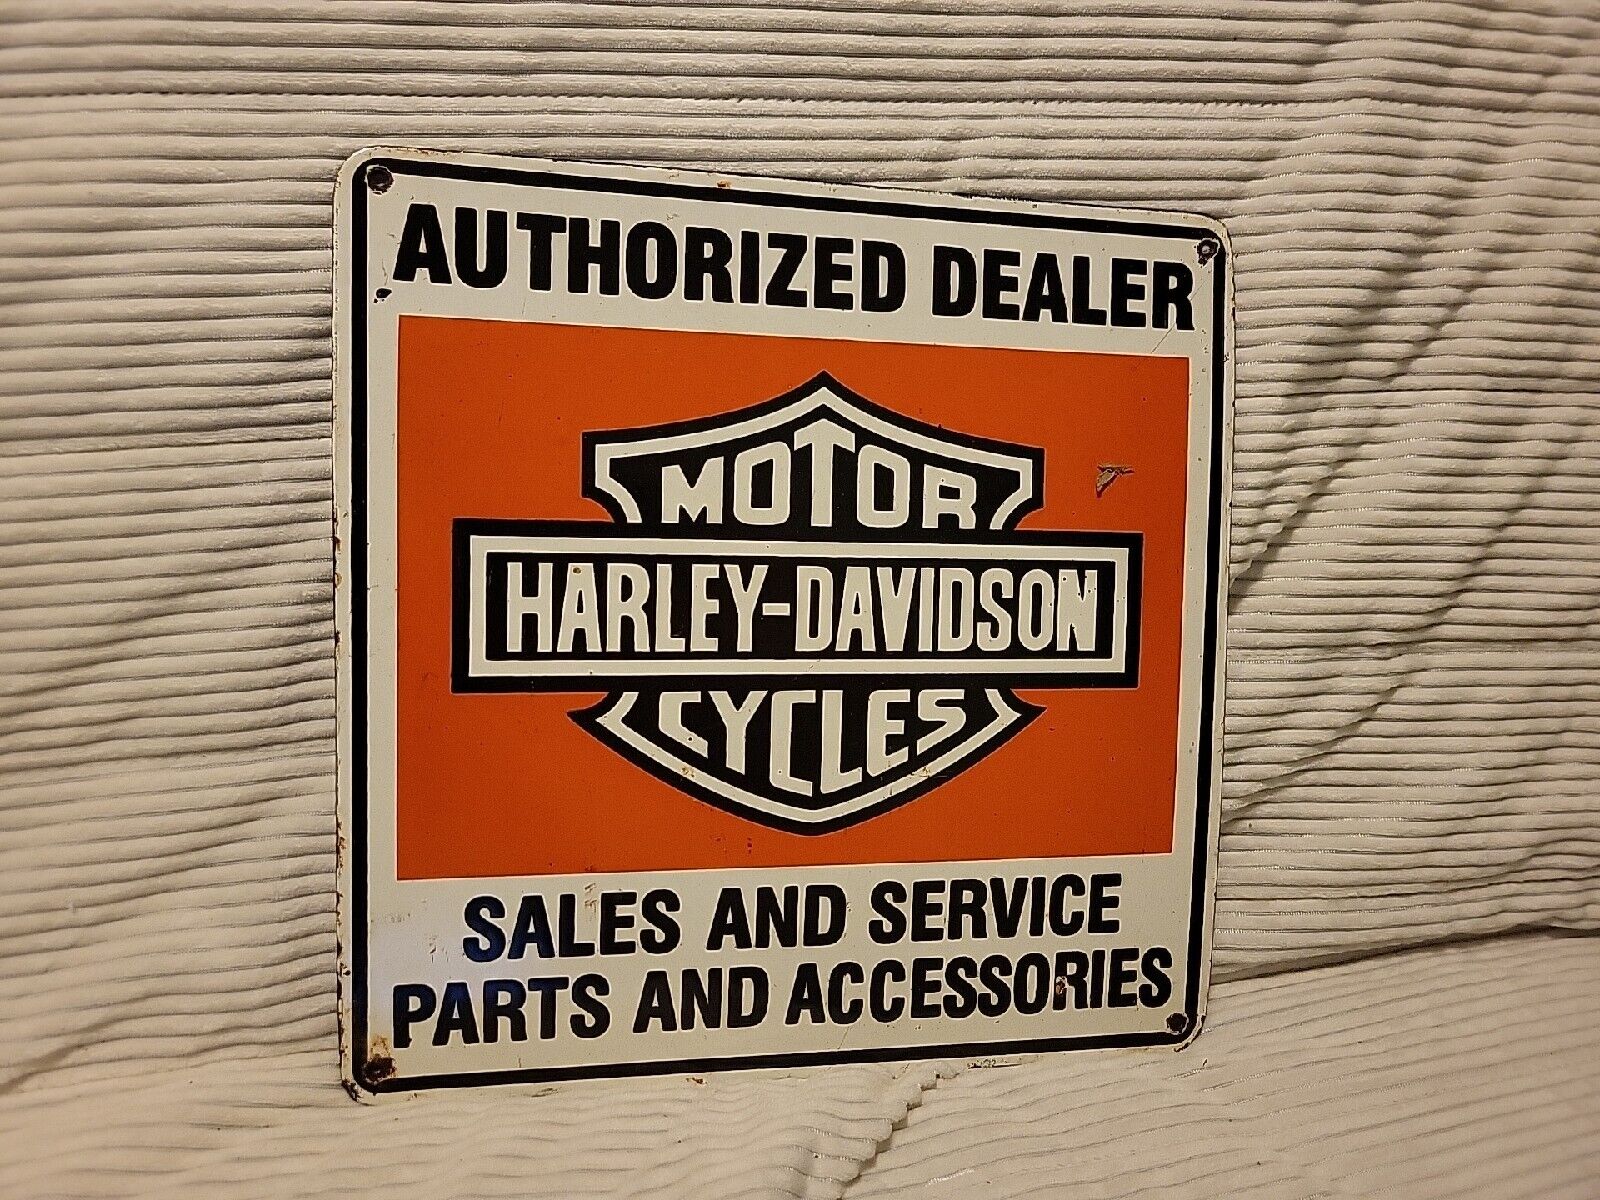 AUTHORIZED DEALER
MOTOR
HARLEY-DAVIDSON
CYCLES
SALES AND SERVICE
PARTS AND ACCESSORIES